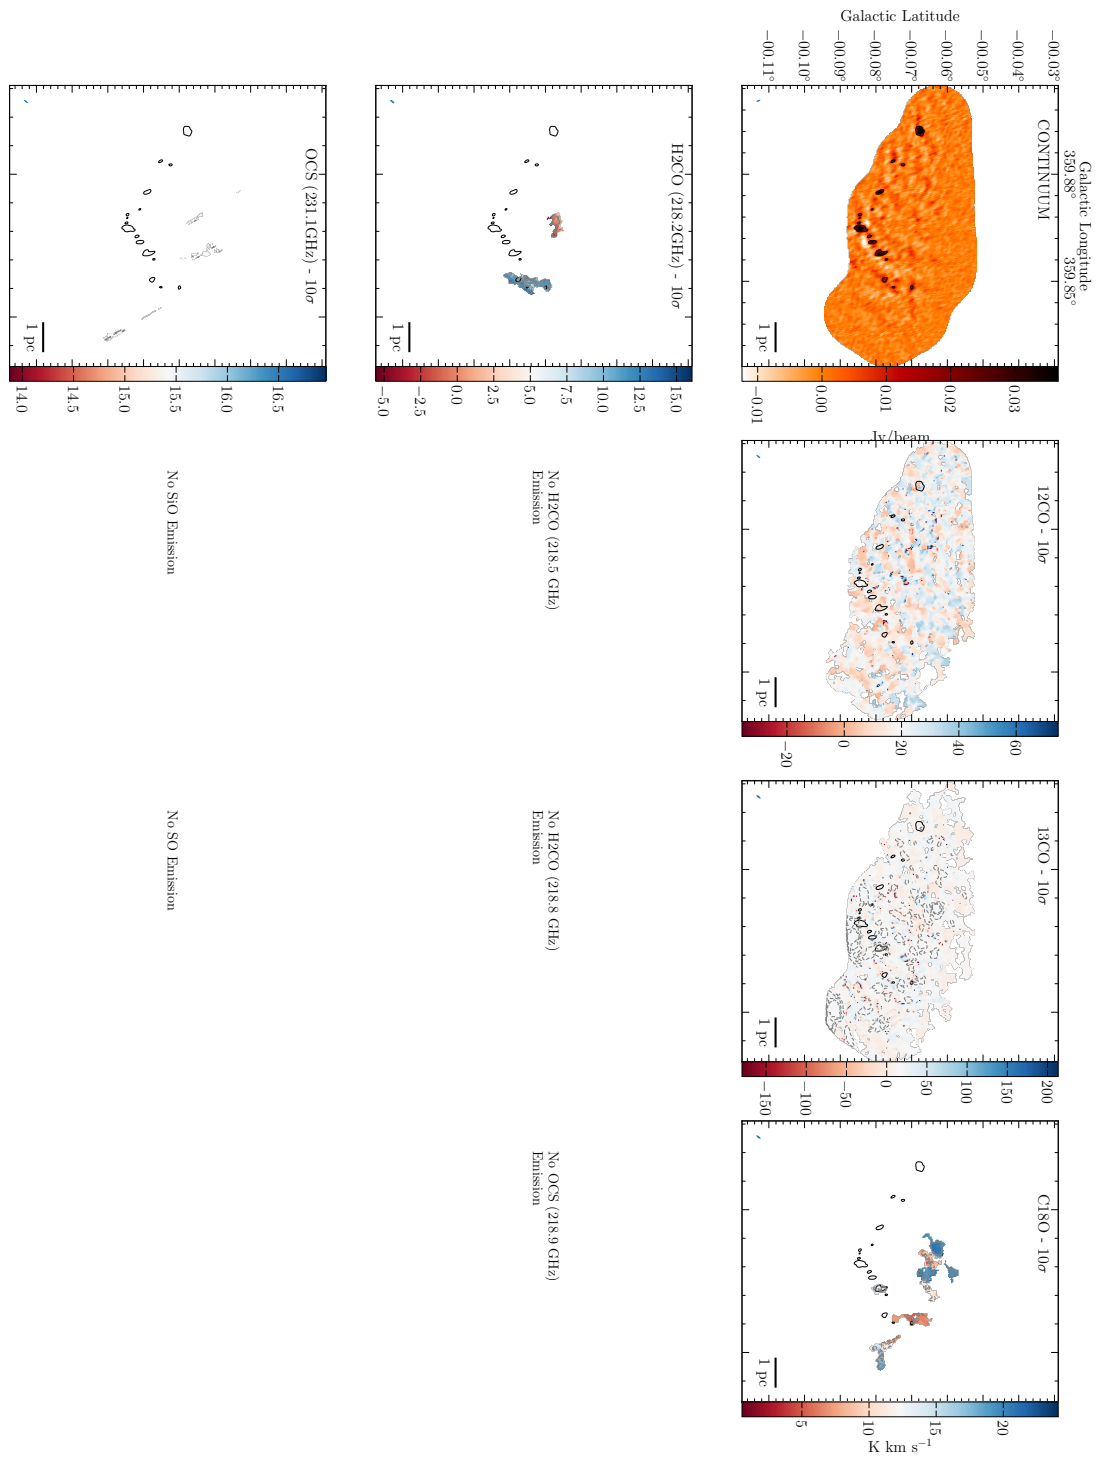 Galactic Latitude
−00.03°
−00.04°
−00.05°
−00.06°
−00.07°
−00.08°
−00.09°
−00.10°
−00.11°
Galactic Longitude
359.88°
359.85°
CONTINUUM
1 pc
0.03
0.02
0.01
0.00
−0.01
Jy/beam
12CO - 10σ
1 pc
60
40
20
0
−20
13CO - 10σ
1 pc
200
150
100
50
0
−50
−100
−150
C18O - 10σ
1 pc
20
15
10
5
K km s⁻¹
H2CO (218.2GHz) - 10σ
1 pc
15.0
12.5
10.0
7.5
5.0
2.5
0.0
−2.5
−5.0
No H2CO (218.5 GHz)
Emission
No H2CO (218.8 GHz)
Emission
No OCS (218.9 GHz)
Emission
OCS (231.1GHz) - 10σ
1 pc
16.5
16.0
15.5
15.0
14.5
14.0
No SiO Emission
No SO Emission